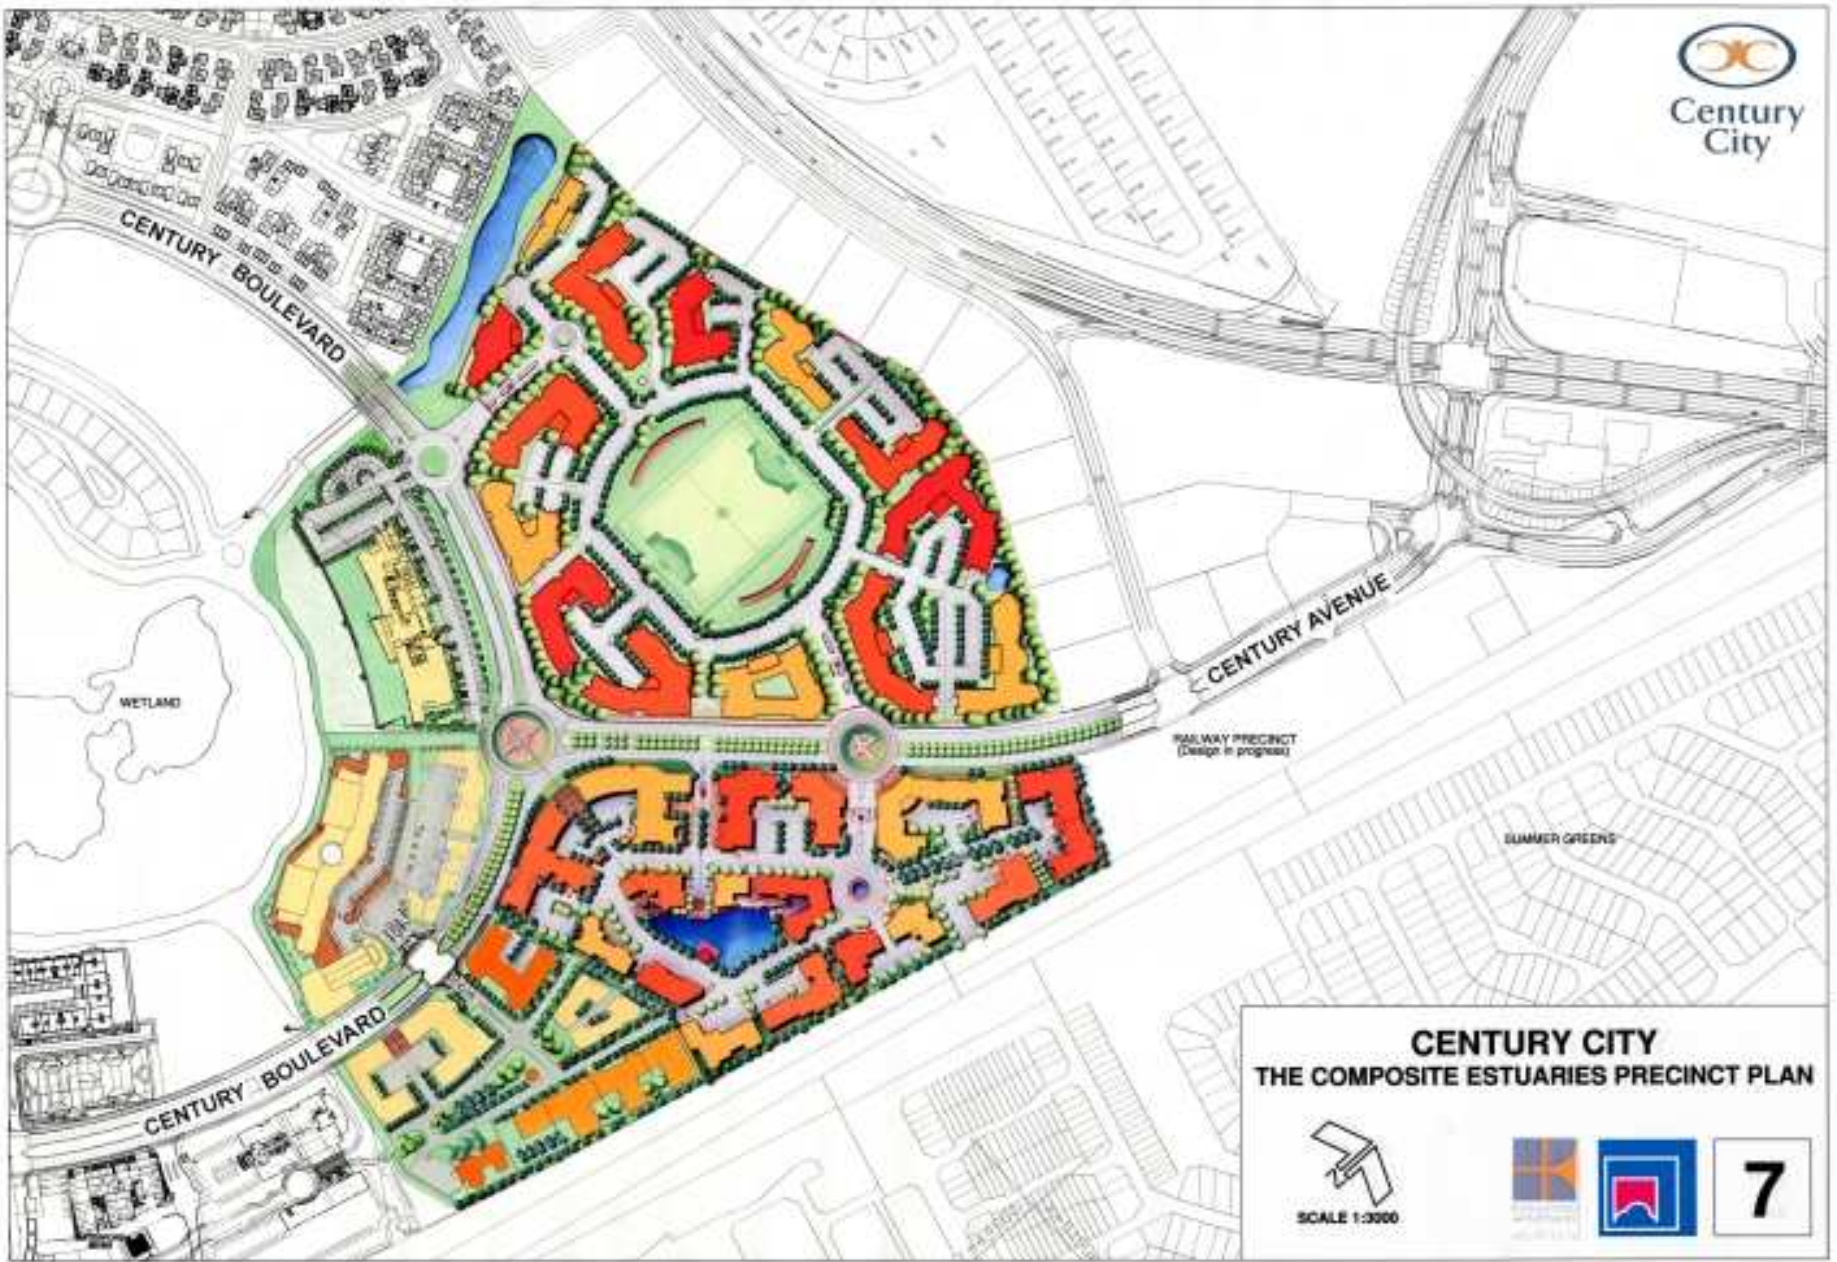 Century
City
CENTURY BOULEVARD
CENTURY AVENUE
WETLAND
RAILWAY PRECINCT
(Design in progress)
SUMMER GREENS
CENTURY BOULEVARD
CENTURY CITY
THE COMPOSITE ESTUARIES PRECINCT PLAN
SCALE 1:3000
7